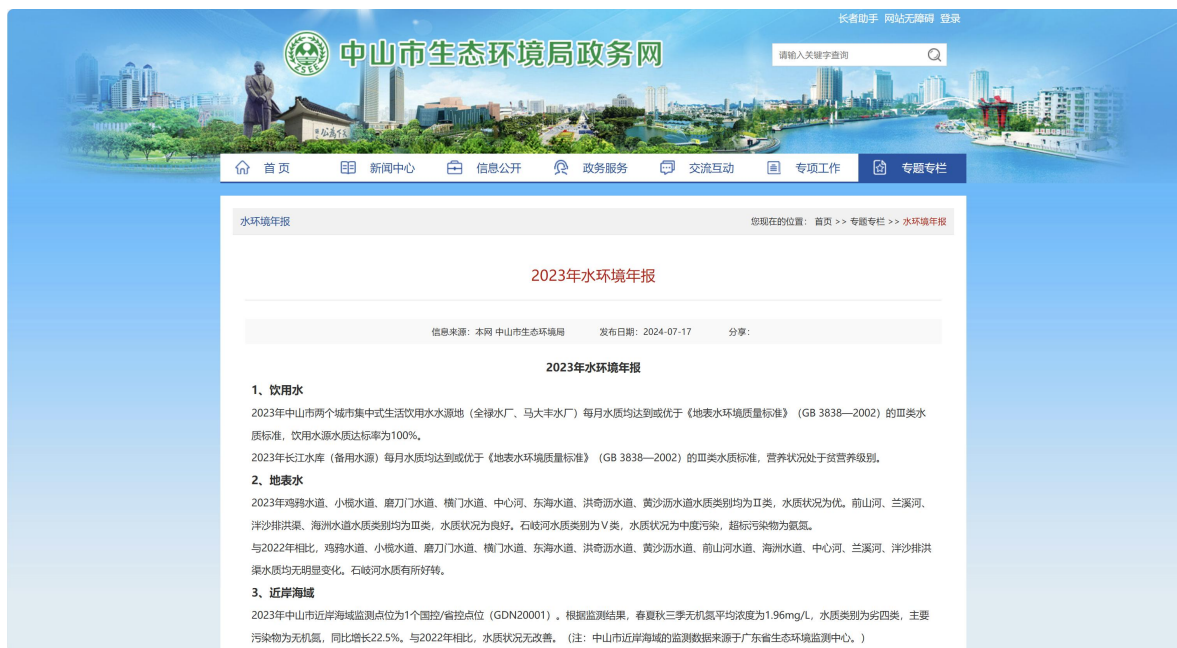 长者助手 网站无障碍 登录
中山市生态环境局政务网
请输入关键字查询
ZSEE
首页 新闻中心 信息公开 政务服务 交流互动 专项工作 专题专栏
水环境年报 您现在的位置: 首页 >> 专题专栏 >> 水环境年报
2023年水环境年报
信息来源: 本网 中山市生态环境局 发布日期: 2024-07-17 分享:
2023年水环境年报
1、饮用水
2023年中山市两个城市集中式生活饮用水水源地（全禄水厂、马大丰水厂）每月水质均达到或优于《地表水环境质量标准》（GB 3838—2002）的Ⅲ类水
质标准，饮用水源水质达标率为100%。
2023年长江水库（备用水源）每月水质均达到或优于《地表水环境质量标准》（GB 3838—2002）的Ⅲ类水质标准，营养状况处于贫营养级别。
2、地表水
2023年鸡鸦水道、小榄水道、磨刀门水道、横门水道、中心河、东海水道、洪奇沥水道、黄沙沥水道水质类别均为Ⅱ类，水质状况为优。前山河、兰溪河、
泮沙排洪渠、海洲水道水质类别均为Ⅲ类，水质状况为良好。石岐河水质类别为Ⅴ类，水质状况为中度污染，超标污染物为氨氮。
与2022年相比，鸡鸦水道、小榄水道、磨刀门水道、横门水道、东海水道、洪奇沥水道、黄沙沥水道、前山河水道、海洲水道、中心河、兰溪河、泮沙排洪
渠水质均无明显变化。石岐河水质有所好转。
3、近岸海域
2023年中山市近岸海域监测点位为1个国控/省控点位（GDN20001）。根据监测结果，春夏秋三季无机氮平均浓度为1.96mg/L，水质类别为劣四类，主要
污染物为无机氮，同比增长22.5%。与2022年相比，水质状况无改善。（注：中山市近岸海域的监测数据来源于广东省生态环境监测中心。）